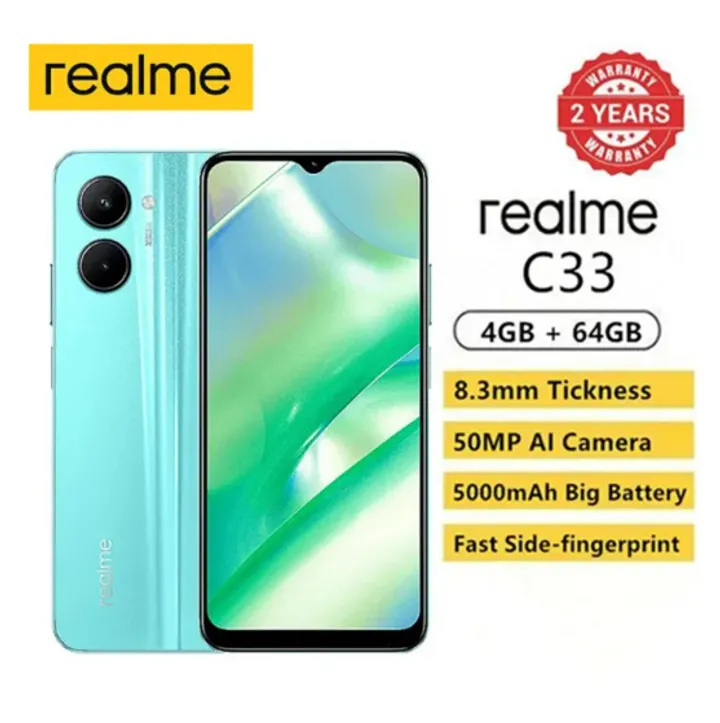 realme
WARRANTY
2 YEARS
WARRANTY
realme
C33
4GB + 64GB
8.3mm Tickness
50MP AI Camera
5000mAh Big Battery
Fast Side-fingerprint
realme